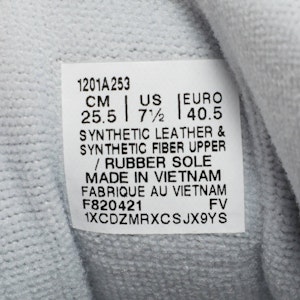 1201A253
CM US EURO
25.5 7½ 40.5
SYNTHETIC LEATHER &
SYNTHETIC FIBER UPPER
/ RUBBER SOLE
MADE IN VIETNAM
FABRIQUE AU VIETNAM
F820421 FV
1XCDZMRXCSJX9YS